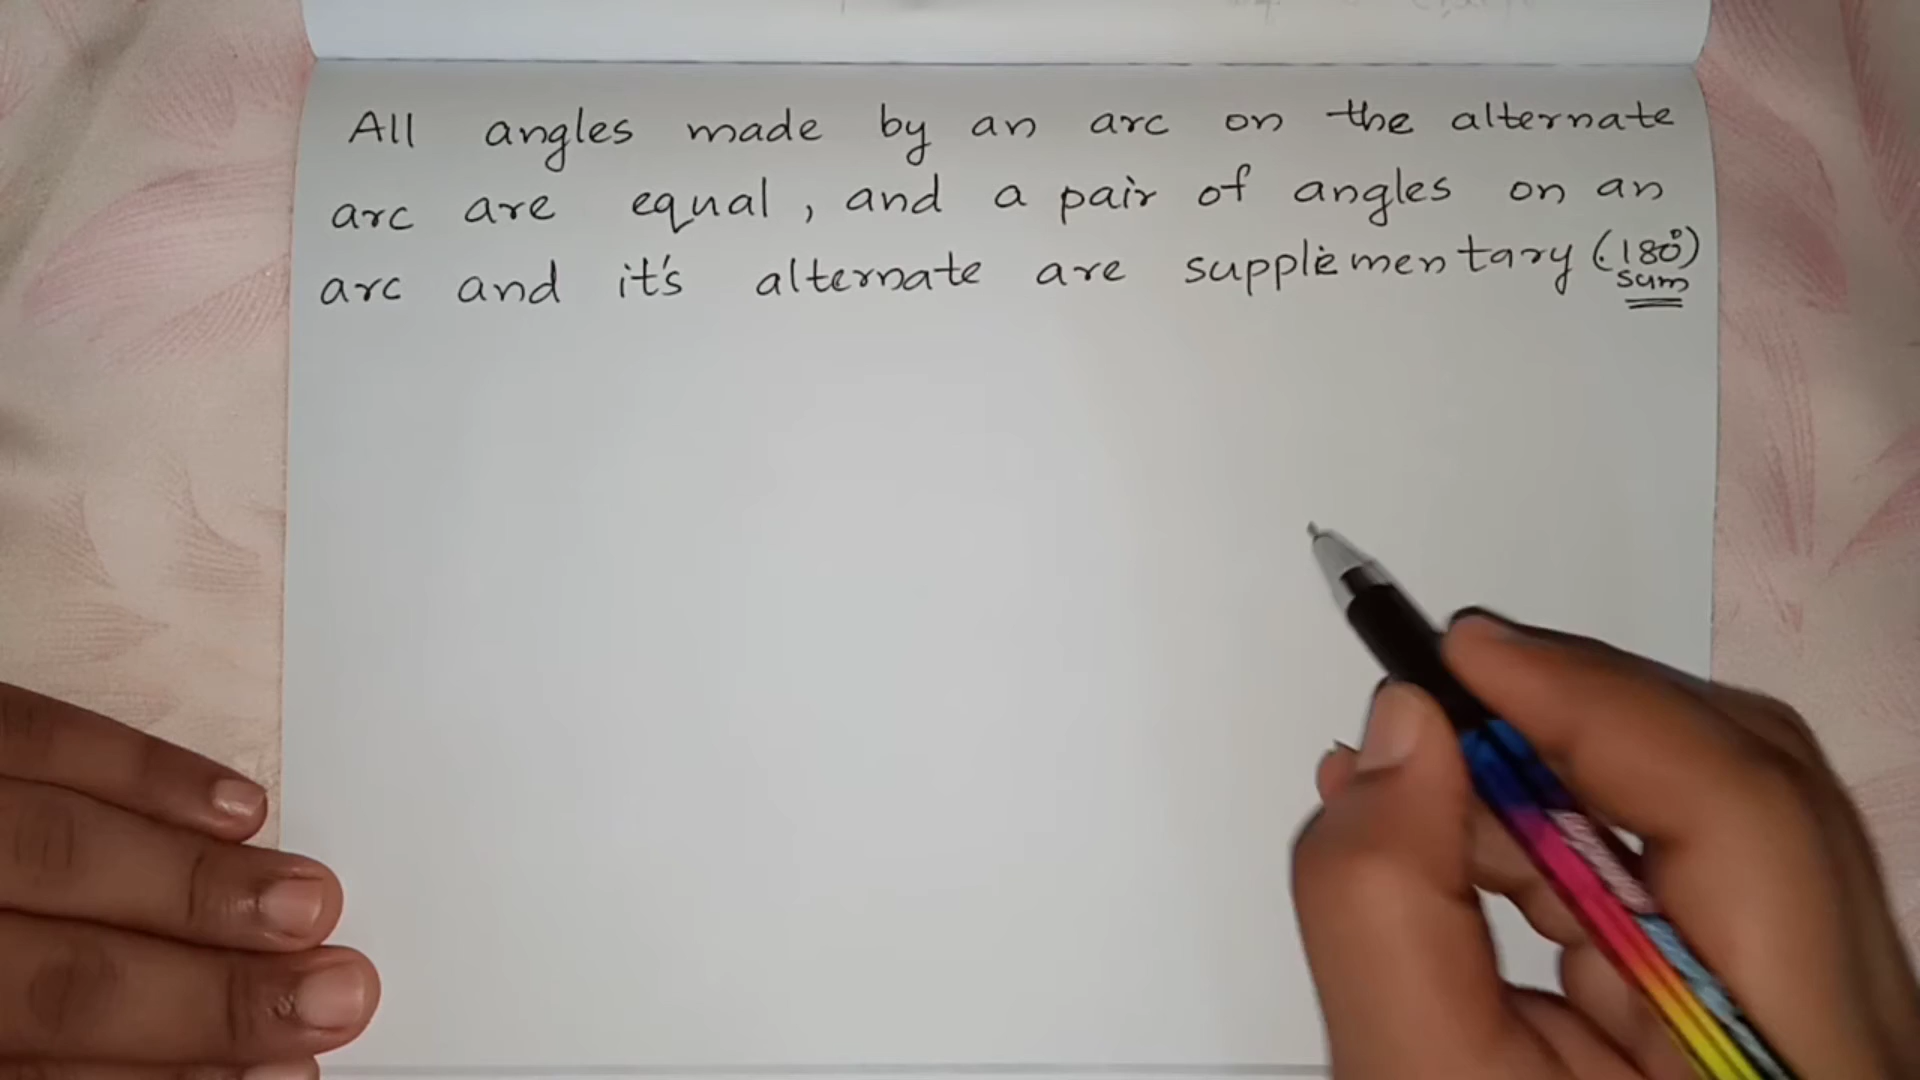 All angles made by an arc on the alternate
arc are equal, and a pair of angles on an
arc and it's alternate are supplementary (180°)
sum